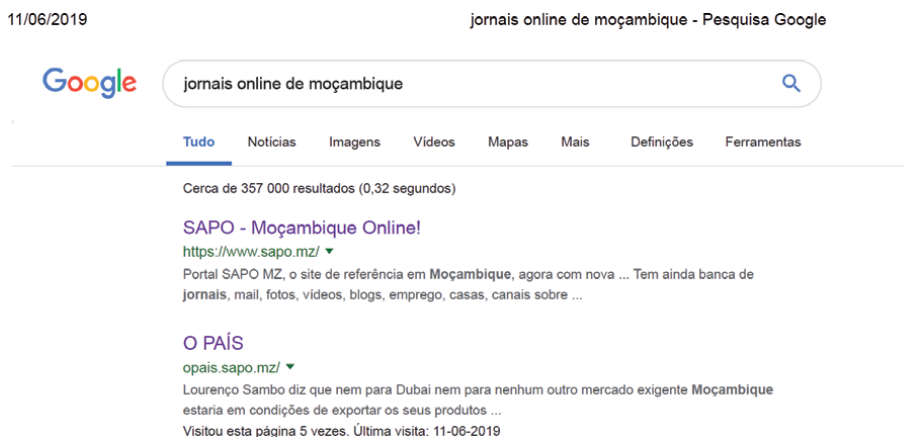 11/06/2019 jornais online de moçambique - Pesquisa Google
Google jornais online de moçambique
Tudo Notícias Imagens Vídeos Mapas Mais Definições Ferramentas
Cerca de 357 000 resultados (0,32 segundos)
SAPO - Moçambique Online!
https://www.sapo.mz/
Portal SAPO MZ, o site de referência em Moçambique, agora com nova ... Tem ainda banca de
jornais, mail, fotos, vídeos, blogs, emprego, casas, canais sobre ...
O PAÍS
opais.sapo.mz/
Lourenço Sambo diz que nem para Dubai nem para nenhum outro mercado exigente Moçambique
estaria em condições de exportar os seus produtos ...
Visitou esta página 5 vezes. Última visita: 11-06-2019